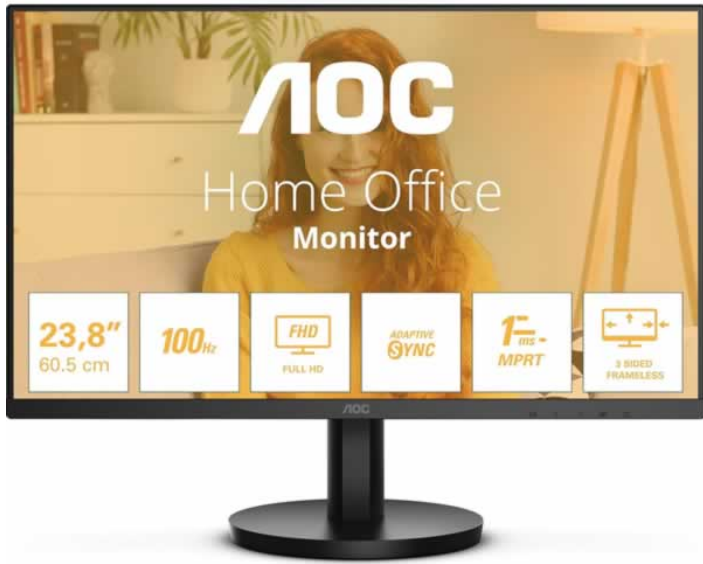 AOC
Home Office
Monitor
23,8"
60.5 cm
100Hz
FHD
FULL HD
ADAPTIVE
SYNC
1ms
MPRT
3 SIDED
FRAMELESS
AOC